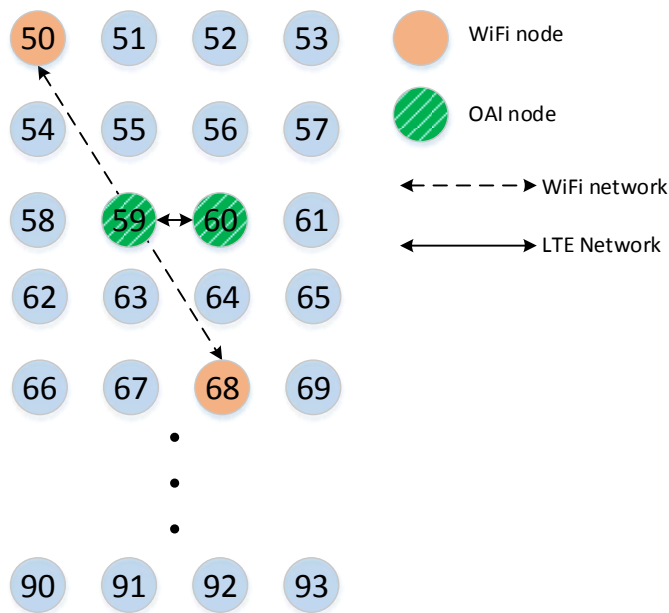 50 51 52 53
WiFi node
54 55 56 57
OAI node
WiFi network
58 59 60 61
LTE Network
62 63 64 65
66 67 68 69
90 91 92 93